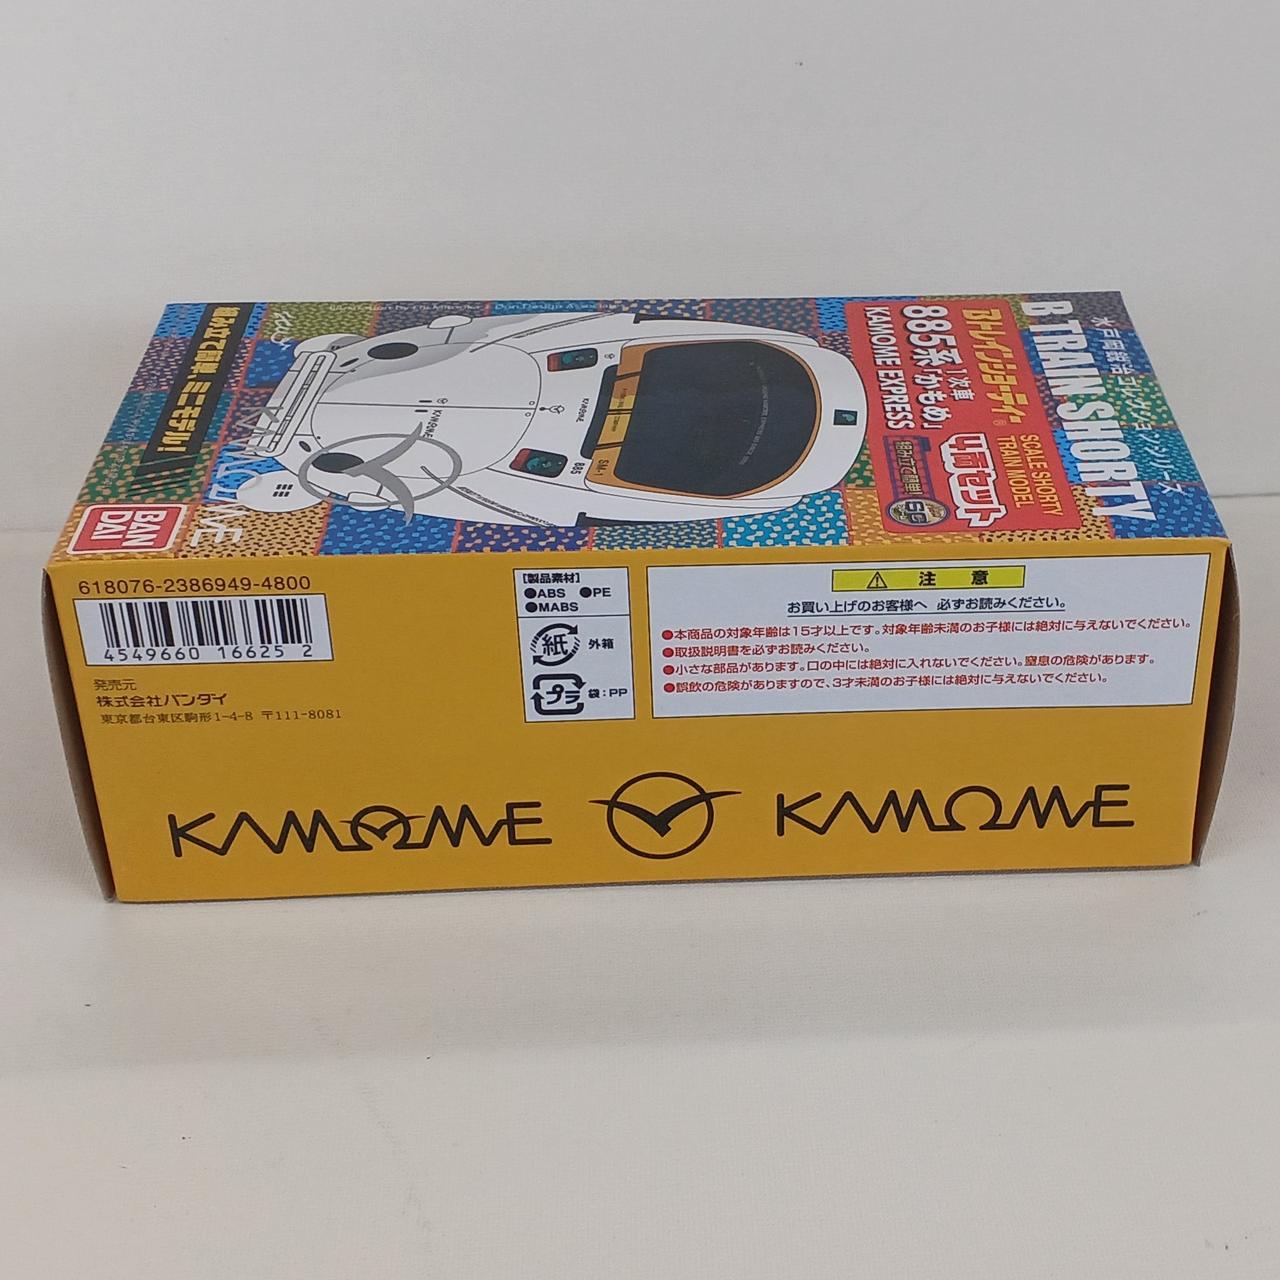 水戸岡鋭治コレクションシリーズ
B TRAIN SHORTY
Bトレインショーティー
SCALE SHORTY
TRAIN MODEL
885系 1次車
「かもめ」
KAMOME EXPRESS
組みて簡単
4両セット
885
SM-1
KAMOME
組みて簡単、ミニモデル!
KAMOME
BAN
DAI
618076-2386949-4800
4549660 16625 2
発売元
株式会社バンダイ
東京都台東区駒形1-4-8 〒111-8081
【製品素材】
●ABS ●PE
●MABS
紙 外箱
プラ 袋:PP
注 意
お買い上げのお客様へ 必ずお読みください。
●本商品の対象年齢は15才以上です。対象年齢未満のお子様には絶対に与えないでください。
●取扱説明書を必ずお読みください。
●小さな部品があります。口の中には絶対に入れないでください。窒息の危険があります。
●誤飲の危険がありますので、3才未満のお子様には絶対に与えないでください。
KAMOME
KAMOME